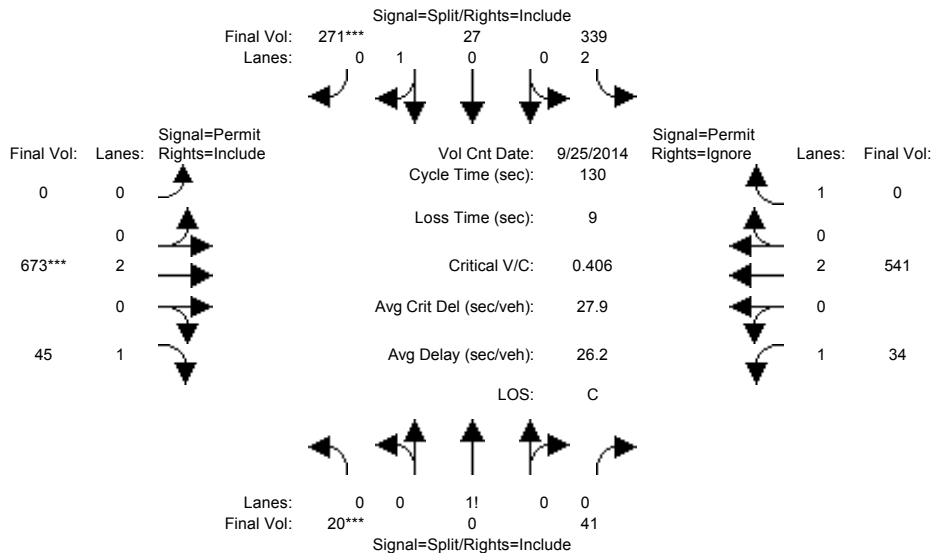 Signal=Split/Rights=Include
Final Vol: 271*** 27 339
Lanes: 0 1 0 0 2
Signal=Permit Signal=Permit
Final Vol: Lanes: Rights=Include Vol Cnt Date: 9/25/2014 Rights=Ignore Lanes: Final Vol:
Cycle Time (sec): 130
0 0 1 0
Loss Time (sec): 9
0 0
673*** 2 Critical V/C: 0.406 2 541
0 Avg Crit Del (sec/veh): 27.9 0
45 1 Avg Delay (sec/veh): 26.2 1 34
LOS: C
Lanes: 0 0 1! 0 0
Final Vol: 20*** 0 41
Signal=Split/Rights=Include